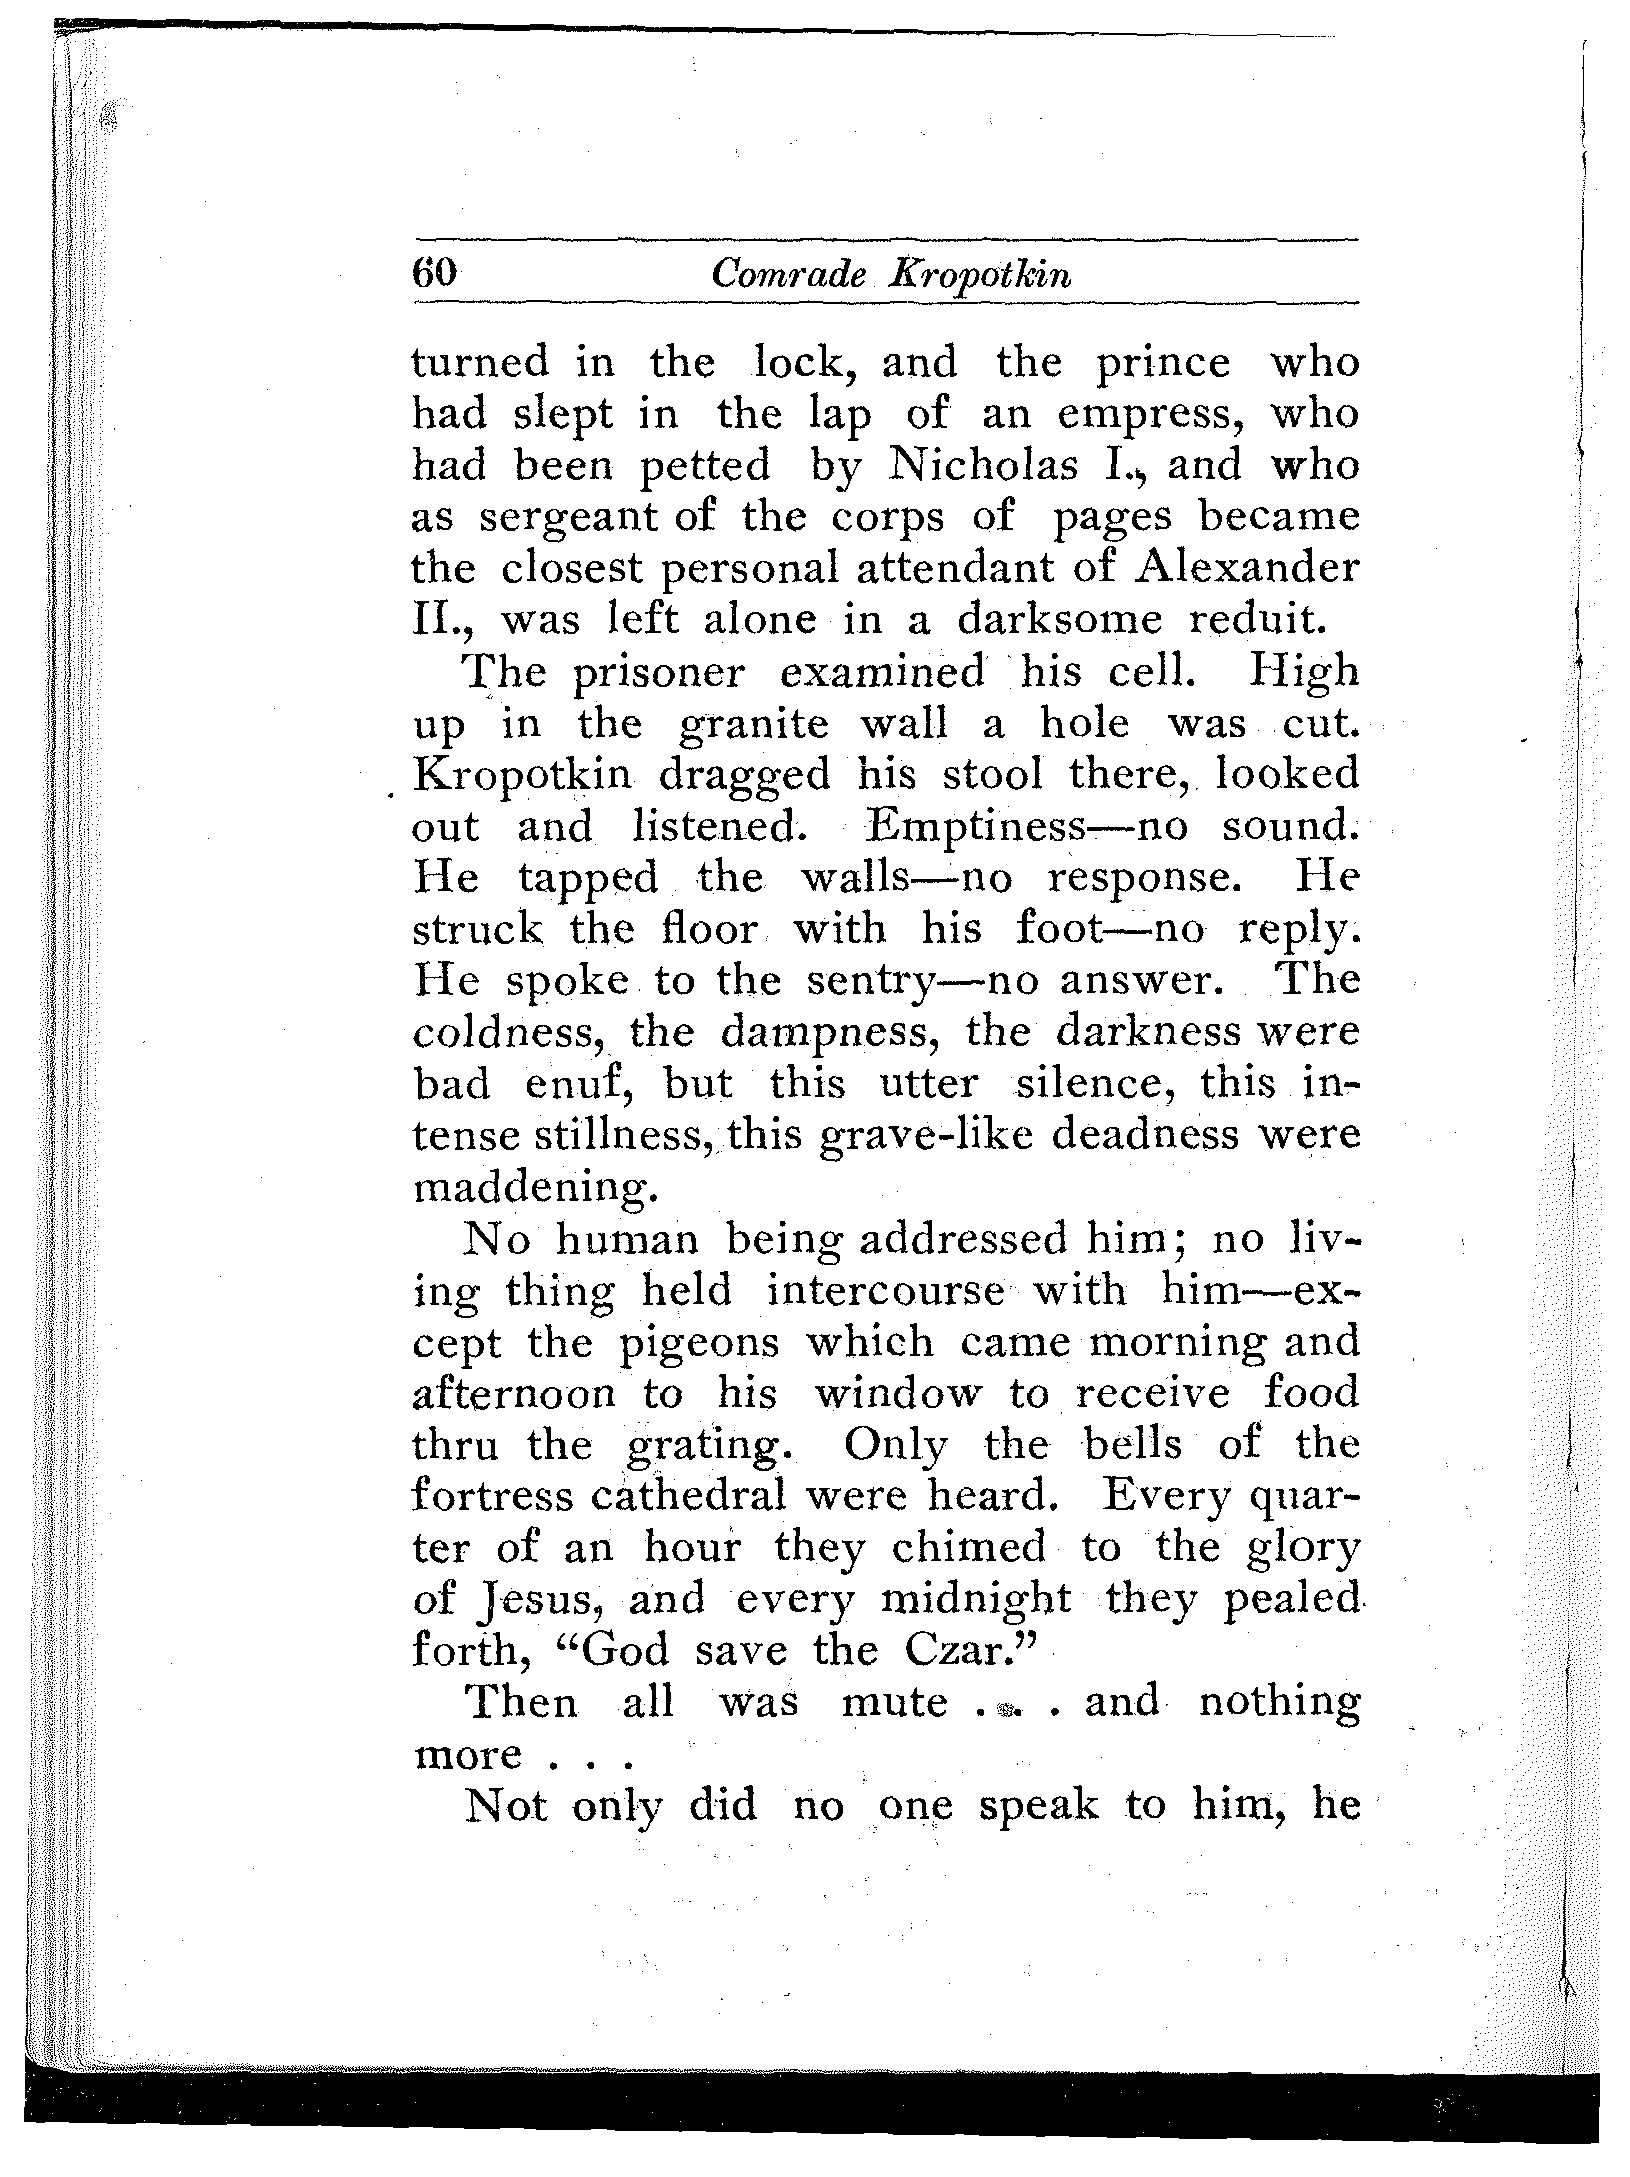 60 Comrade Kropotkin
turned in the lock, and the prince who
had slept in the lap of an empress, who
had been petted by Nicholas I., and who
as sergeant of the corps of pages became
the closest personal attendant of Alexander
II., was left alone in a darksome reduit.
The prisoner examined his cell. High
up in the granite wall a hole was cut.
Kropotkin dragged his stool there, looked
out and listened. Emptiness—no sound.
He tapped the walls—no response. He
struck the floor with his foot—no reply.
He spoke to the sentry—no answer. The
coldness, the dampness, the darkness were
bad enuf, but this utter silence, this in-
tense stillness, this grave-like deadness were
maddening.
No human being addressed him; no liv-
ing thing held intercourse with him—ex-
cept the pigeons which came morning and
afternoon to his window to receive food
thru the grating. Only the bells of the
fortress cathedral were heard. Every quar-
ter of an hour they chimed to the glory
of Jesus, and every midnight they pealed
forth, “God save the Czar.”
Then all was mute . . . and nothing
more . . .
Not only did no one speak to him, he